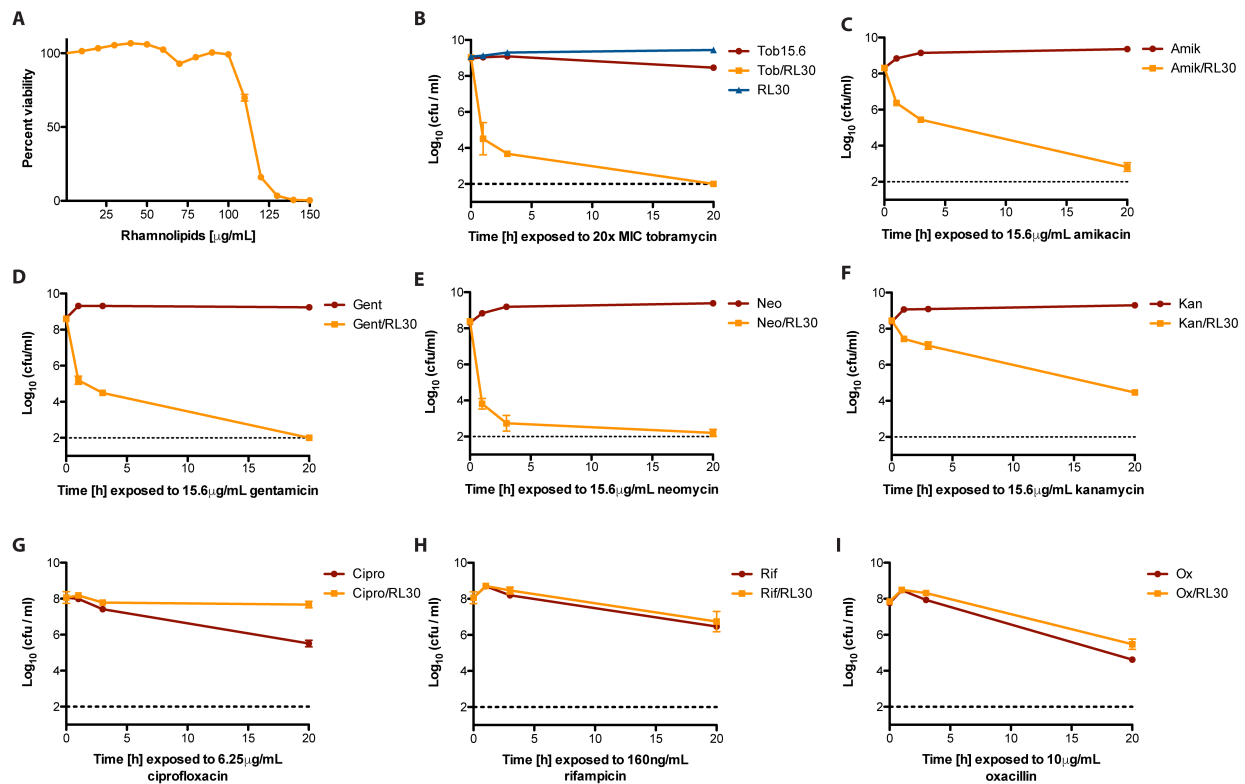 A
Percent viability
100
50
0
25
50
75
100
125
150
Rhamnolipids [μg/mL]
B
Log10 (cfu / ml)
10
8
6
4
2
0
5
10
15
20
Time [h] exposed to 20x MIC tobramycin
Tob15.6
Tob/RL30
RL30
C
Log10 (cfu/ml)
10
8
6
4
2
0
5
10
15
20
Time [h] exposed to 15.6μg/mL amikacin
Amik
Amik/RL30
D
Log10 (cfu/ml)
10
8
6
4
2
0
5
10
15
20
Time [h] exposed to 15.6μg/mL gentamicin
Gent
Gent/RL30
E
Log10 (cfu/ml)
10
8
6
4
2
0
5
10
15
20
Time [h] exposed to 15.6μg/mL neomycin
Neo
Neo/RL30
F
Log10 (cfu/ml)
10
8
6
4
2
0
5
10
15
20
Time [h] exposed to 15.6μg/mL kanamycin
Kan
Kan/RL30
G
Log10 (cfu / ml)
10
8
6
4
2
0
5
10
15
20
Time [h] exposed to 6.25μg/mL
ciprofloxacin
Cipro
Cipro/RL30
H
Log10 (cfu / ml)
10
8
6
4
2
0
5
10
15
20
Time [h] exposed to 160ng/mL
rifampicin
Rif
Rif/RL30
I
Log10 (cfu / ml)
10
8
6
4
2
0
5
10
15
20
Time [h] exposed to 10μg/mL
oxacillin
Ox
Ox/RL30